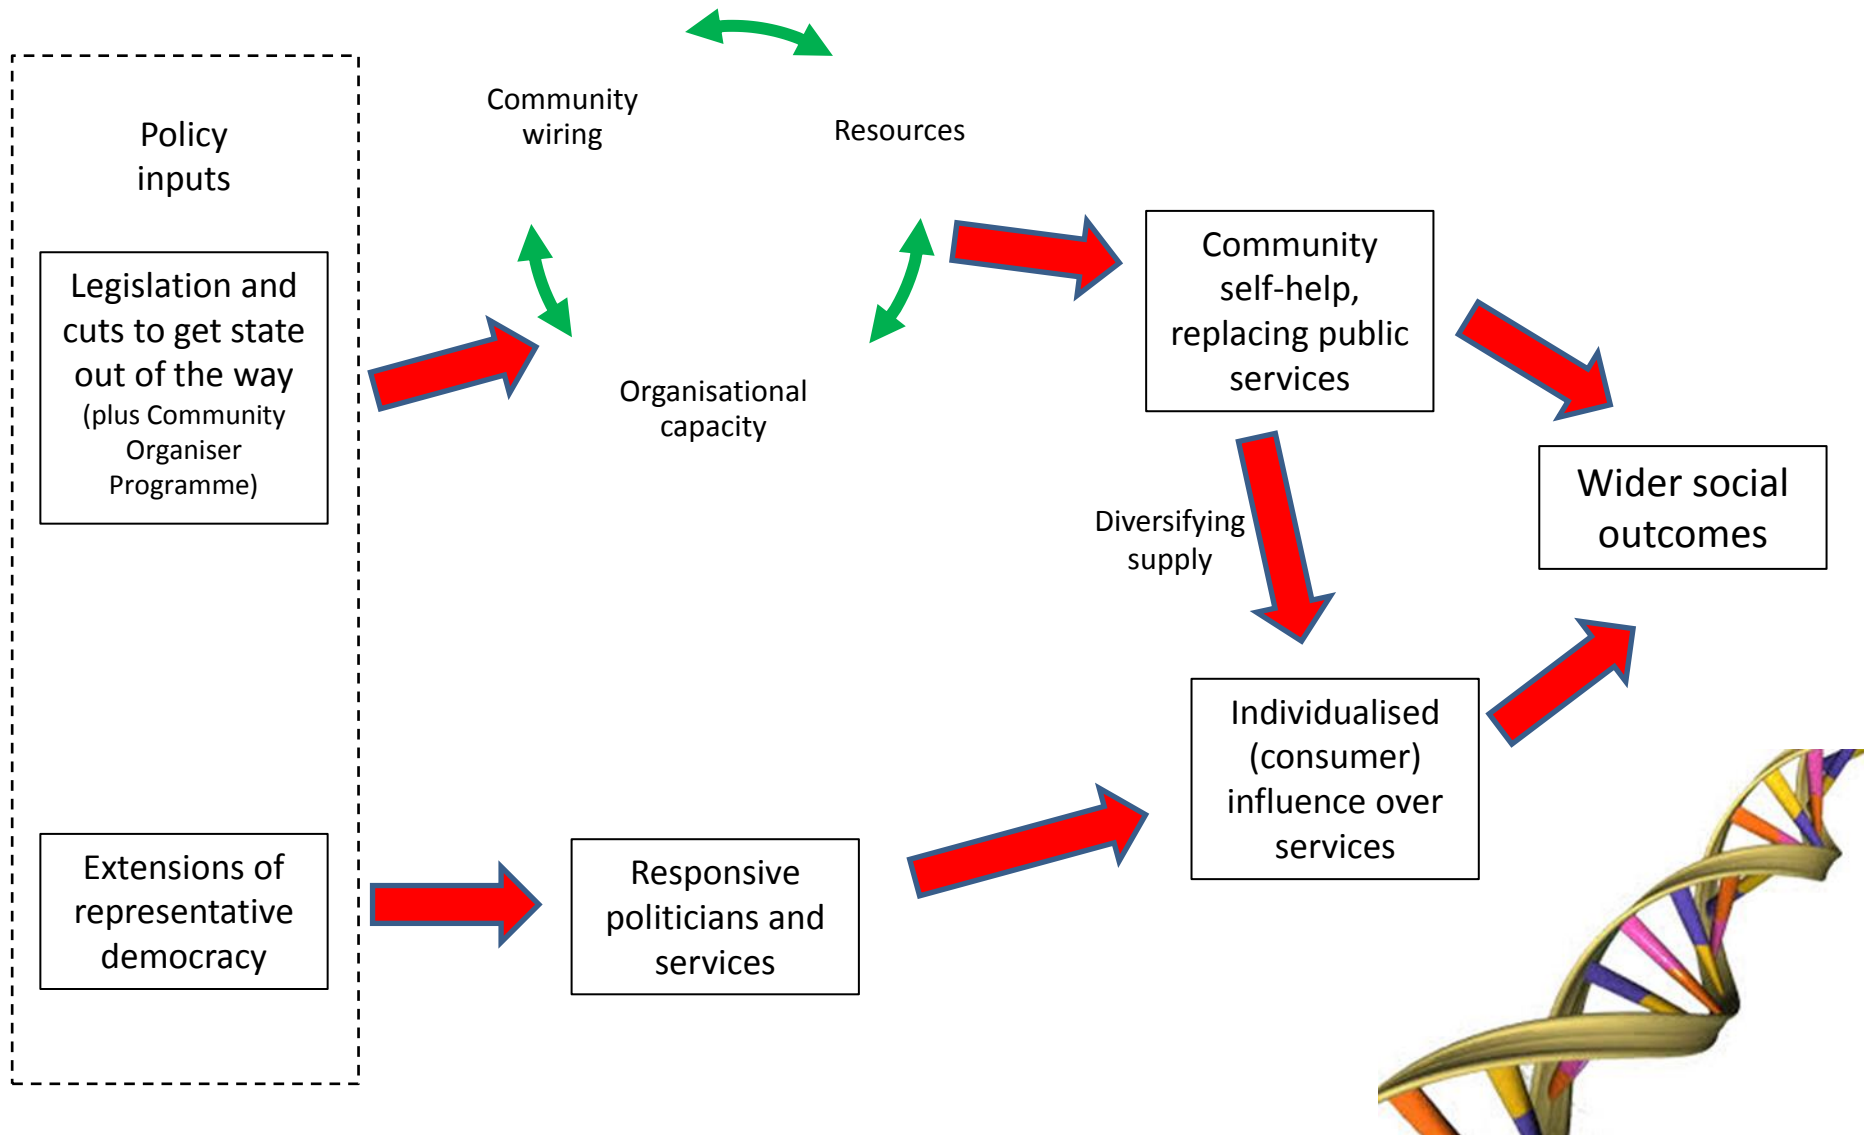 Policy
inputs
Legislation and
cuts to get state
out of the way
(plus Community
Organiser
Programme)
Extensions of
representative
democracy
Community
wiring
Resources
Organisational
capacity
Responsive
politicians and
services
Community
self-help,
replacing public
services
Diversifying
supply
Individualised
(consumer)
influence over
services
Wider social
outcomes